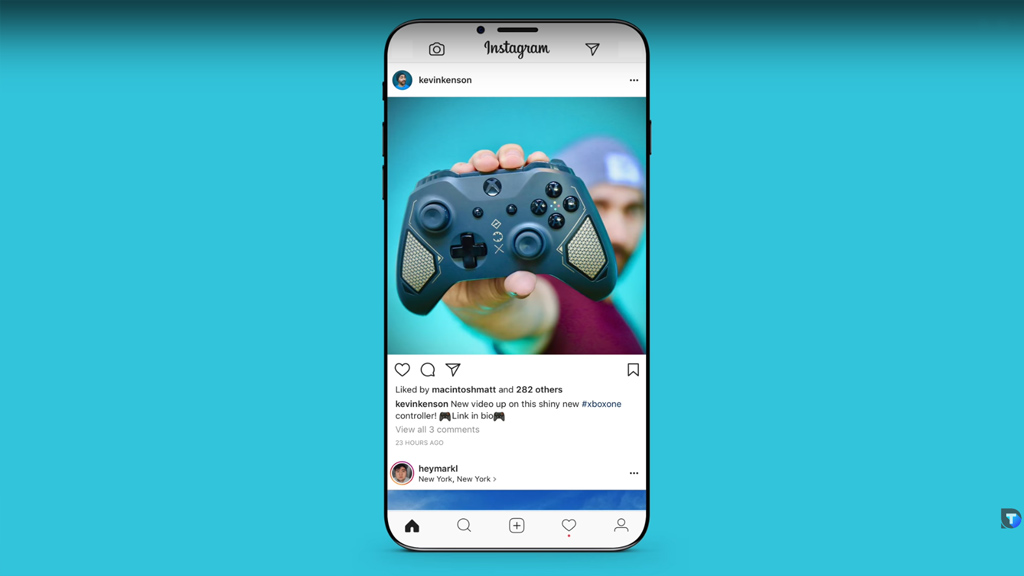 Instagram
kevinkenson
Liked by macintoshmatt and 282 others
kevinkenson New video up on this shiny new #xboxone
controller! 🎮Link in bio🎮
View all 3 comments
23 HOURS AGO
heymarkl
New York, New York >
T